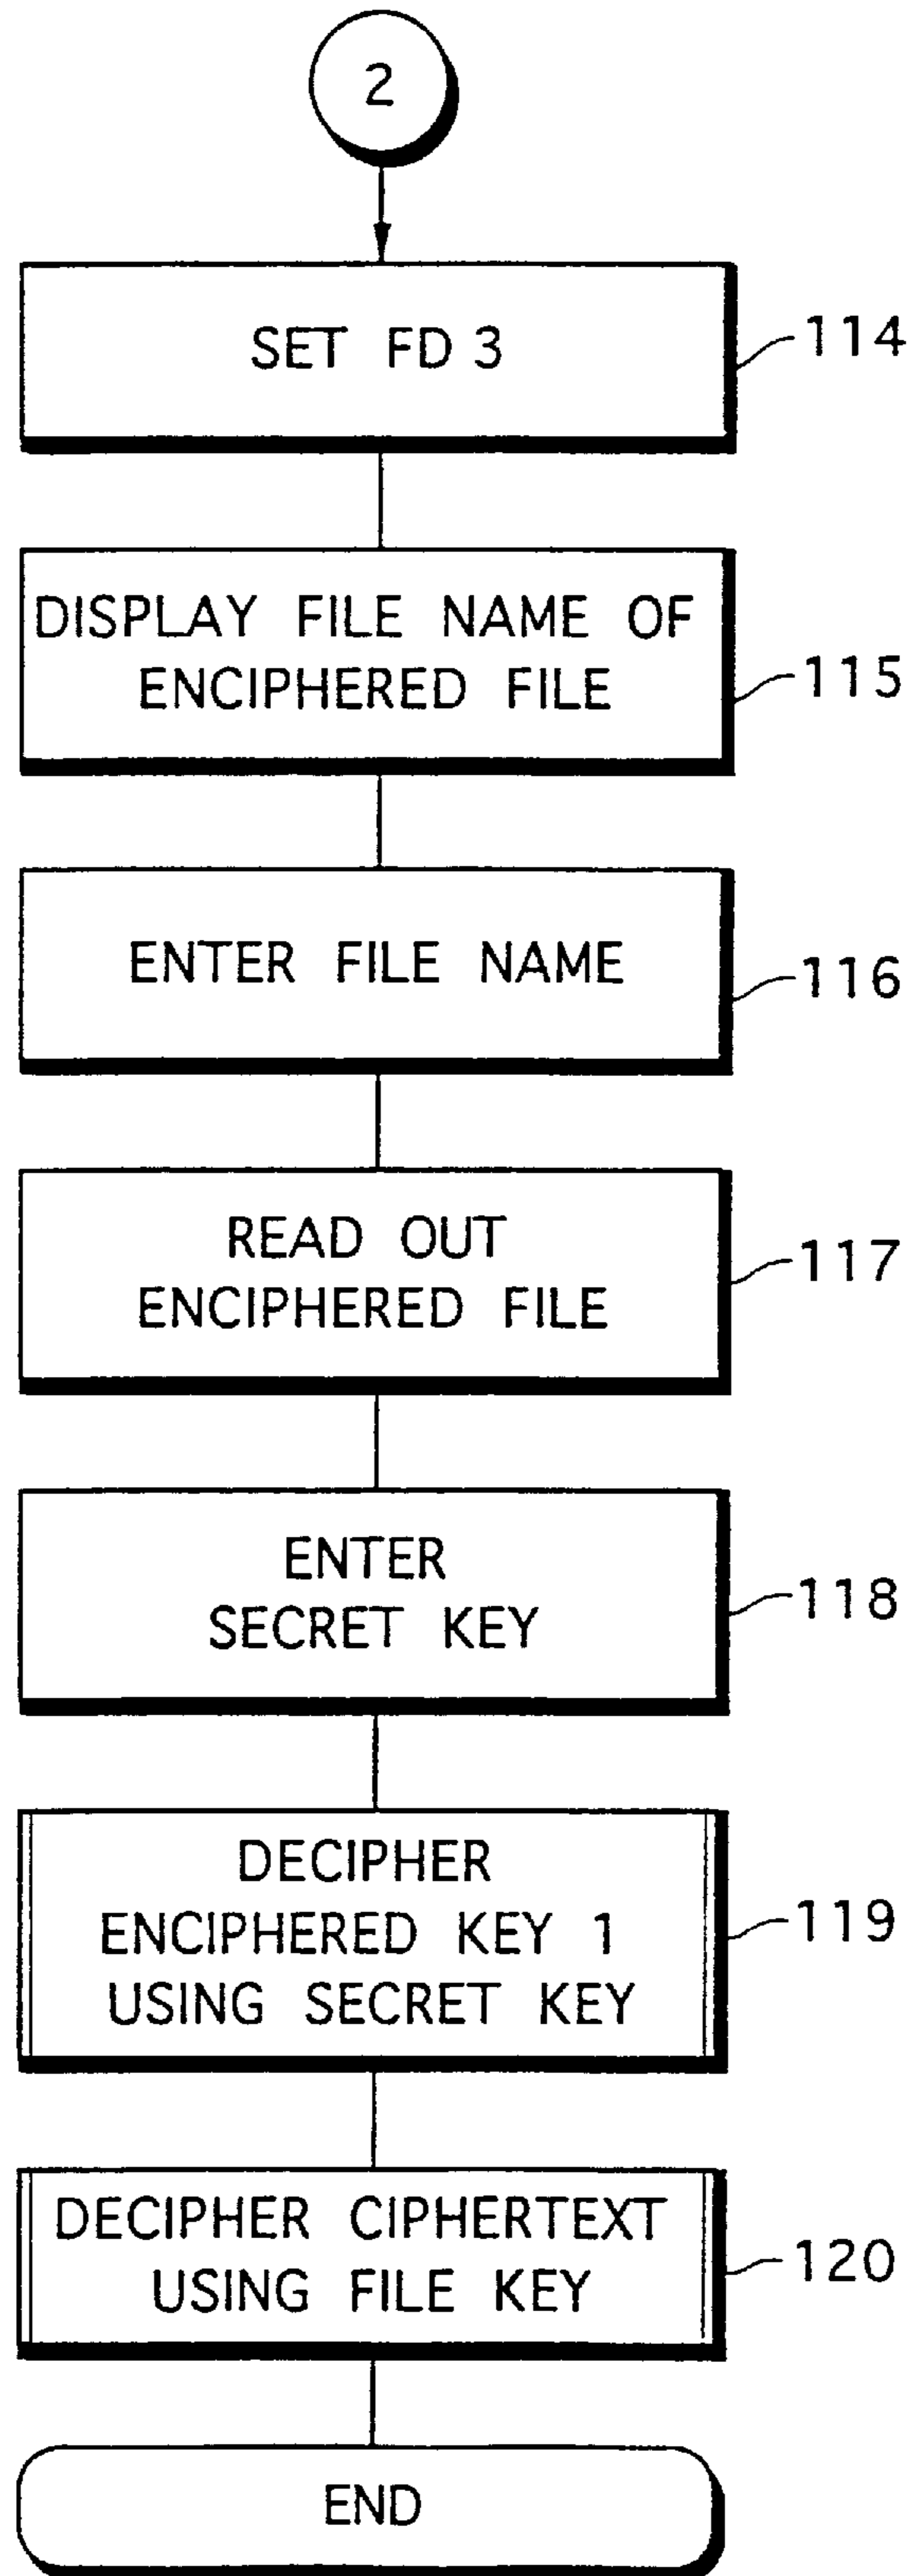 2
SET FD 3
114
DISPLAY FILE NAME OF
ENCIPHERED FILE
115
ENTER FILE NAME
116
READ OUT
ENCIPHERED FILE
117
ENTER
SECRET KEY
118
DECIPHER
ENCIPHERED KEY 1
USING SECRET KEY
119
DECIPHER CIPHERTEXT
USING FILE KEY
120
END